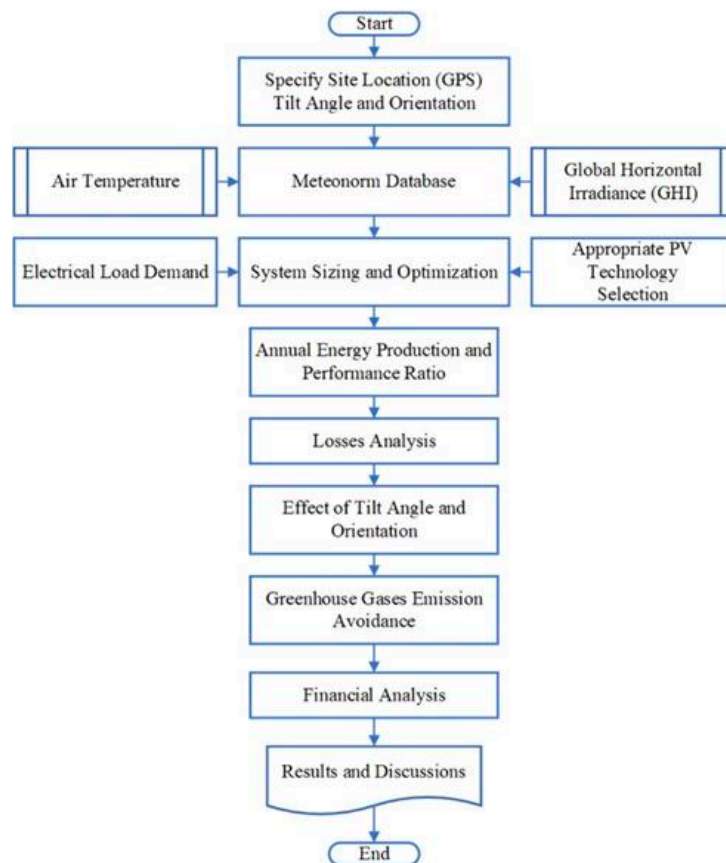 Start
Specify Site Location (GPS)
Tilt Angle and Orientation
Air Temperature
Meteonorm Database
Global Horizontal
Irradiance (GHI)
Electrical Load Demand
System Sizing and Optimization
Appropriate PV
Technology
Selection
Annual Energy Production and
Performance Ratio
Losses Analysis
Effect of Tilt Angle and
Orientation
Greenhouse Gases Emission
Avoidance
Financial Analysis
Results and Discussions
End